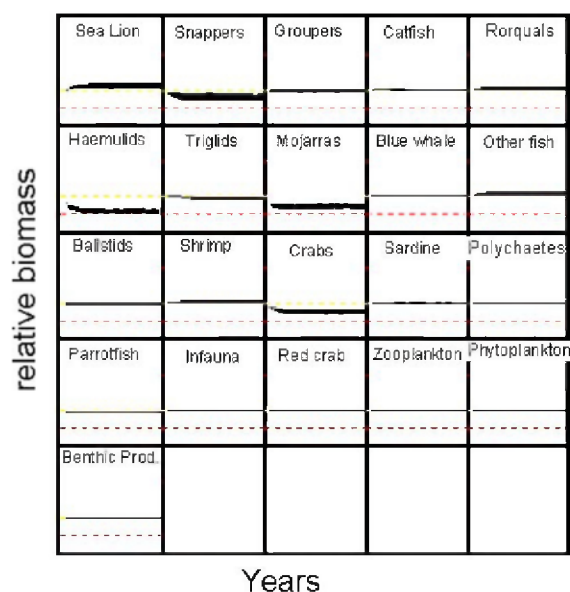 Sea Lion Snappers Groupers Catfish Rorquals
Haemulids Triglids Mojarras Blue whale Other fish
Balistids Shrimp Crabs Sardine Polychaetes
Parrotfish Infauna Red crab Zooplankton Phytoplankton
Benthic Prod.
relative biomass
Years